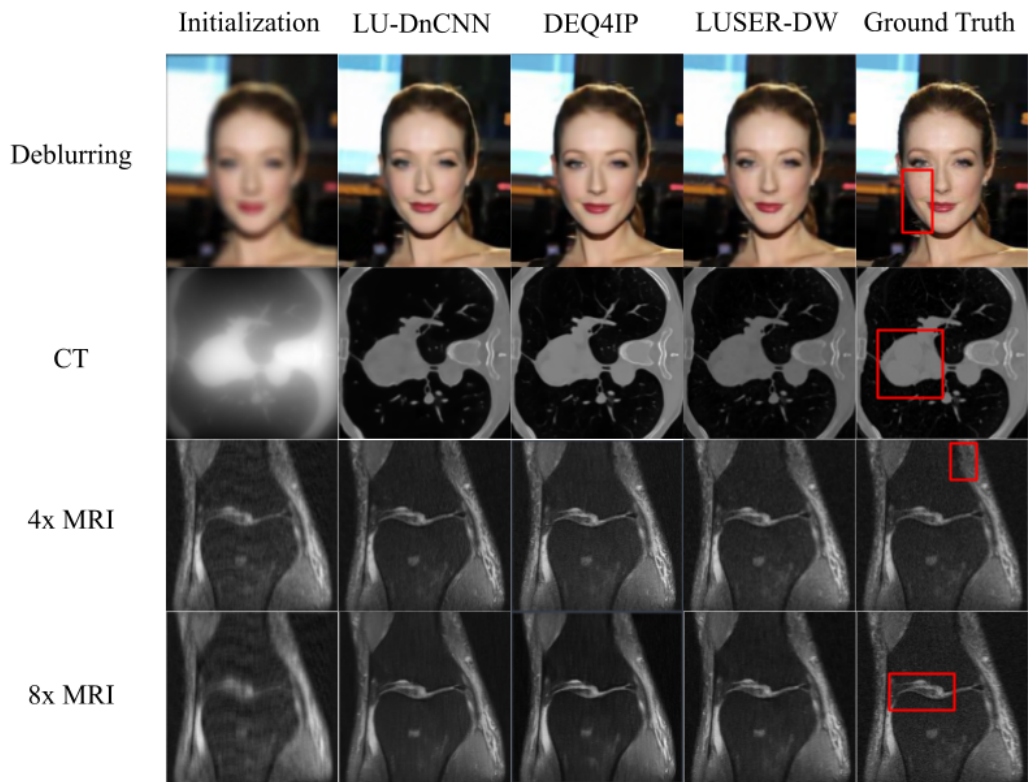 Initialization LU-DnCNN DEQ4IP LUSER-DW Ground Truth
Deblurring
CT
4x MRI
8x MRI